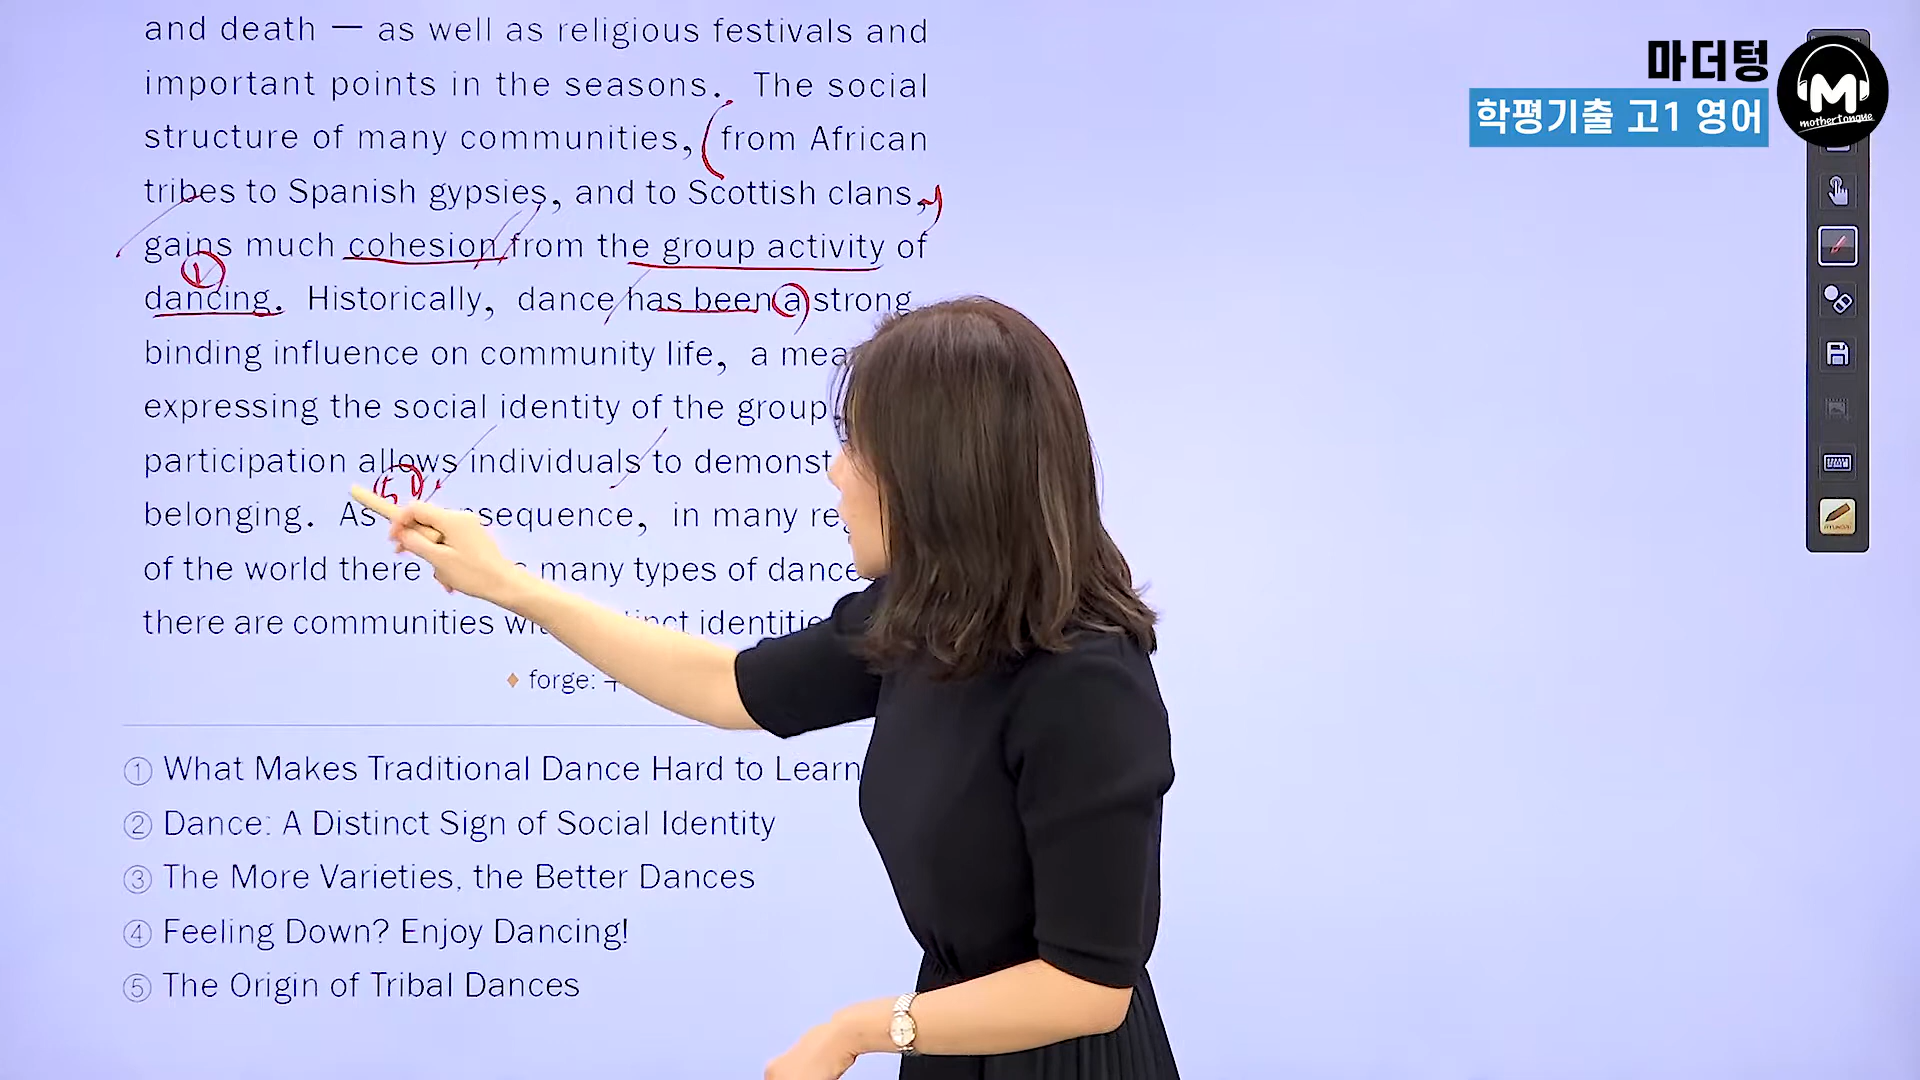 and death — as well as religious festivals and
important points in the seasons. The social
structure of many communities, from African
tribes to Spanish gypsies, and to Scottish clans,
gains much cohesion from the group activity of
dancing. Historically, dance has been a strong
binding influence on community life, a
expressing the social identity of the group
participation allows individuals to
belonging. As consequence, in many
of the world there many types of dance
there are communities identities
♦ forge:
① What Makes Traditional Dance Hard to Learn
② Dance: A Distinct Sign of Social Identity
③ The More Varieties, the Better Dances
④ Feeling Down? Enjoy Dancing!
⑤ The Origin of Tribal Dances
마더텅
학평기출 고1 영어
M
mothertongue